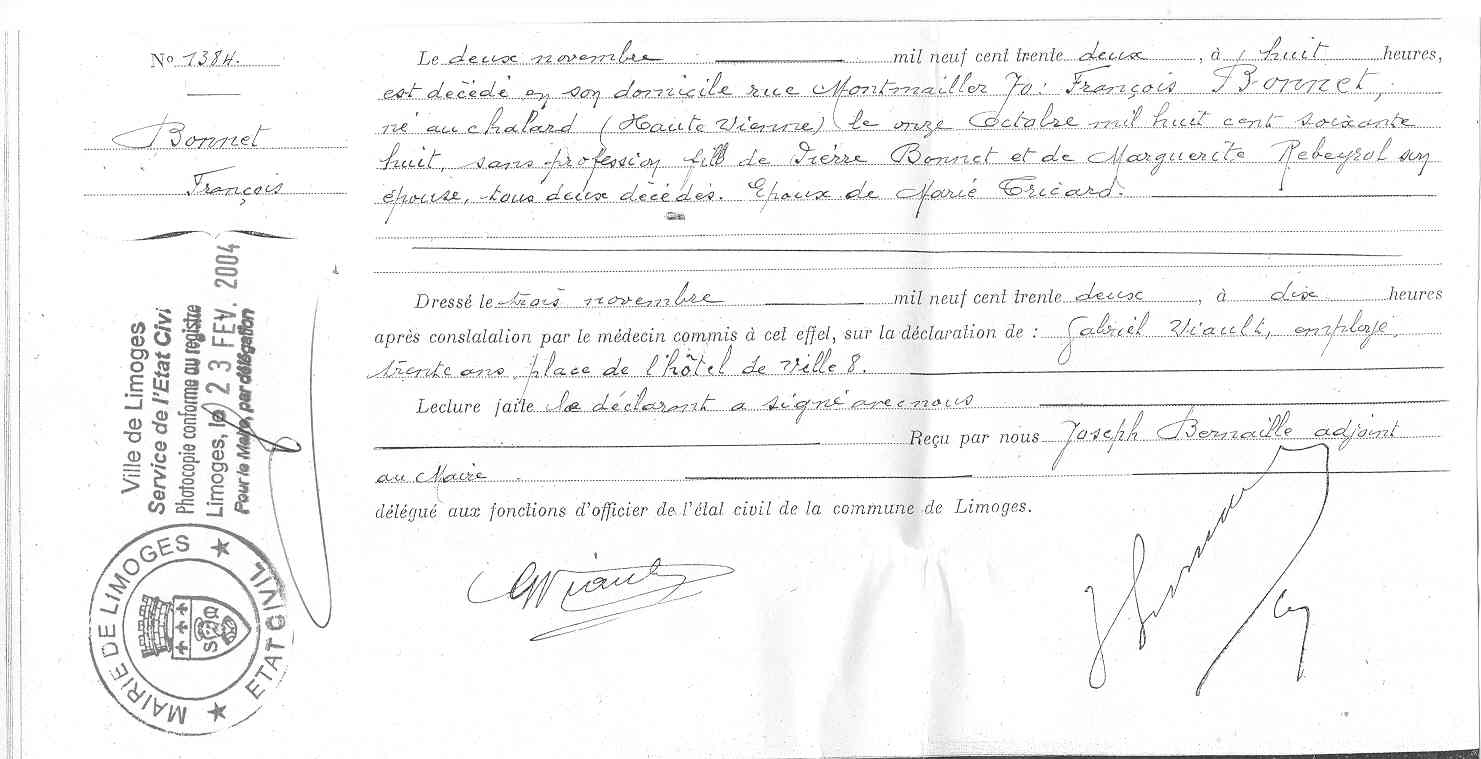 No 1384.
Bonnet
François
Le deux novembre mil neuf cent trente deux, à huit heures,
est décédé en son domicile rue Montmailler 70: François Bonnet,
né au chalard (Haute Vienne) le onze Octobre mil huit cent soixante
huit, sans profession fils de Pierre Bonnet et de Marguerite Rebeyrol son
épouse, tous deux décédés. Epoux de Marie Tricard.
Dressé le trois novembre mil neuf cent trente deux, à dix heures
après constatation par le médecin commis à cet effet, sur la déclaration de : Gabriel Viault, employé,
trente ans, place de l'hôtel de Ville 8.
Lecture faite le déclarant a signé avec nous
Reçu par nous Joseph Bernaille adjoint
au Maire
délégué aux fonctions d'officier de l'état civil de la commune de Limoges.
GViault
Ville de Limoges
Service de l'Etat Civi
Photocopie conforme au registre
Limoges, le 23 FEV. 2004
Pour le Maire, par délégation
MAIRIE DE LIMOGES ★ ETAT CIVIL ★